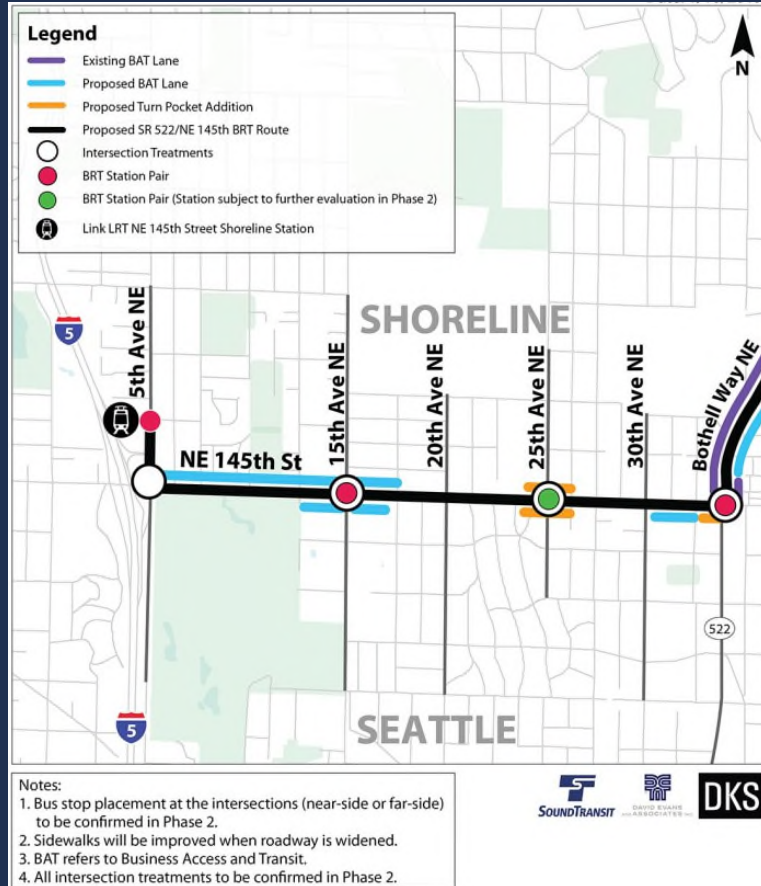 Legend
Existing BAT Lane
Proposed BAT Lane
Proposed Turn Pocket Addition
Proposed SR 522/NE 145th BRT Route
Intersection Treatments
BRT Station Pair
BRT Station Pair (Station subject to further evaluation in Phase 2)
Link LRT NE 145th Street Shoreline Station
N
5
5th Ave NE
SHORELINE
15th Ave NE
20th Ave NE
25th Ave NE
30th Ave NE
Bothell Way NE
NE 145th St
522
5
SEATTLE
Notes:
1. Bus stop placement at the intersections (near-side or far-side)
to be confirmed in Phase 2.
2. Sidewalks will be improved when roadway is widened.
3. BAT refers to Business Access and Transit.
4. All intersection treatments to be confirmed in Phase 2.
SOUNDTRANSIT
DAVID EVANS
AND ASSOCIATES INC.
DKS